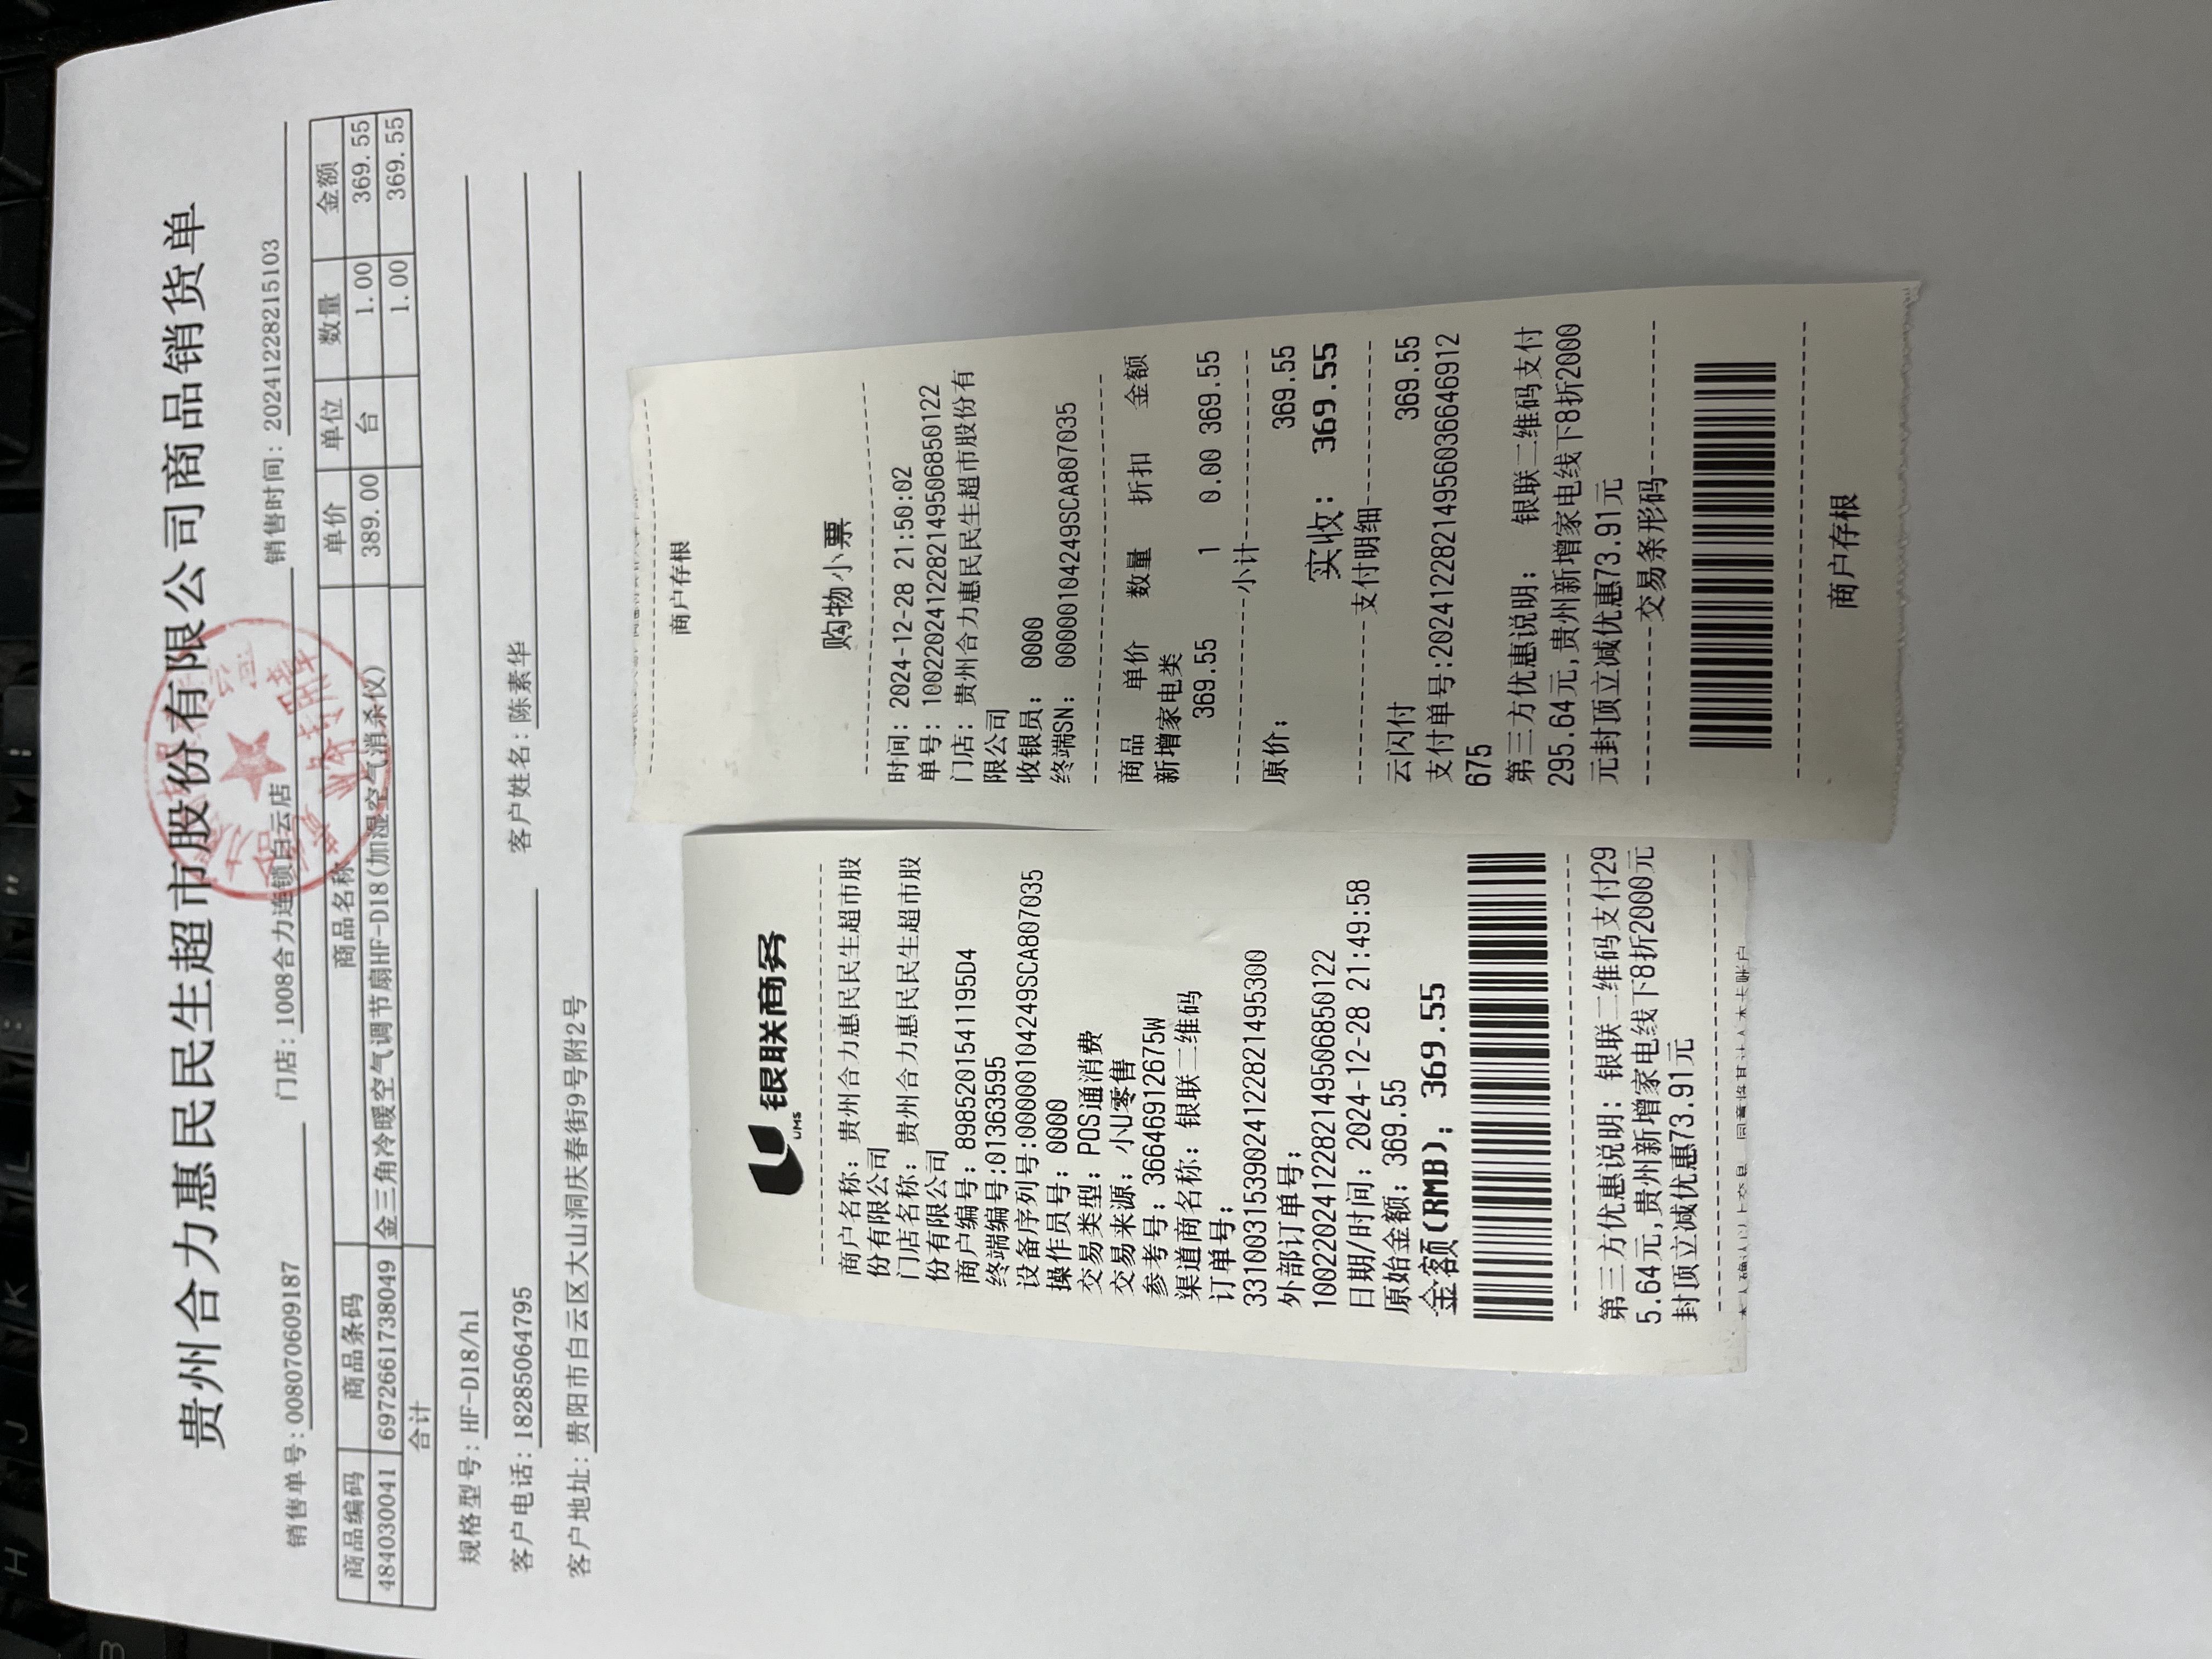 贵州合力惠民民生超市股份有限公司商品销货单
销售单号: 0080706091​87 门店: 1008合力连锁白云店 销售时间: 20241228215103
商品编码 商品条码 商品名称 单价 单位 数量 金额
484030041 6972661738049 金三角冷暖空气调节扇HF-D18(加湿空气消杀仪) 389.00 台 1.00 369.55
合计 1.00 369.55
规格型号: HF-D18/hl
客户电话: 18285064795 客户姓名: 陈素华
客户地址: 贵阳市白云区大山洞庆春街9号附2号
银联商务
UMS
商户名称: 贵州合力惠民民生超市股
份有限公司
门店名称: 贵州合力惠民民生超市股
份有限公司
商户编号: 8985201541195D4
终端编号:01363595
设备序列号:00000104249SCA807035
操作员号: 0000
交易类型: POS通消费
交易来源: 小U零售
参考号: 36646912675W
渠道商名称: 银联二维码
订单号:
33100315390241228214953​00
外部订单号:
10022024122821495068501​22
日期/时间: 2024-12-28 21:49:58
原始金额: 369.55
金额(RMB): 369.55
第三方优惠说明: 银联二维码支付29
5.64元,贵州新增家电线下8折2000元
封顶立减优惠73.91元
商户存根
购物小票
时间: 2024-12-28 21:50:02
单号: 1002202412282149506850122
门店: 贵州合力惠民民生超市股份有
限公司
收银员: 0000
终端SN: 00000104249SCA807035
商品 单价 数量 折扣 金额
新增家电类
369.55 1 0.00 369.55
小计
原价: 369.55
实收: 369.55
支付明细
云闪付 369.55
支付单号:20241228214956036646912
675
第三方优惠说明: 银联二维码支付
295.64元,贵州新增家电线下8折2000
元封顶立减优惠73.91元
交易条形码
商户存根